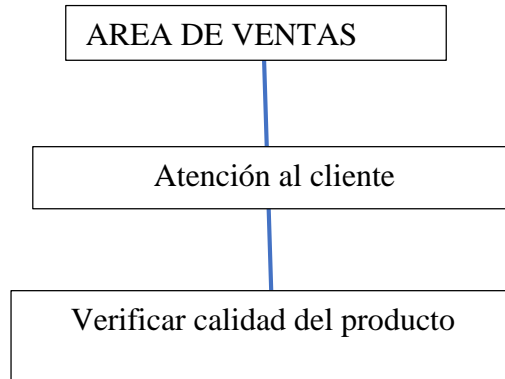 AREA DE VENTAS
Atención al cliente
Verificar calidad del producto